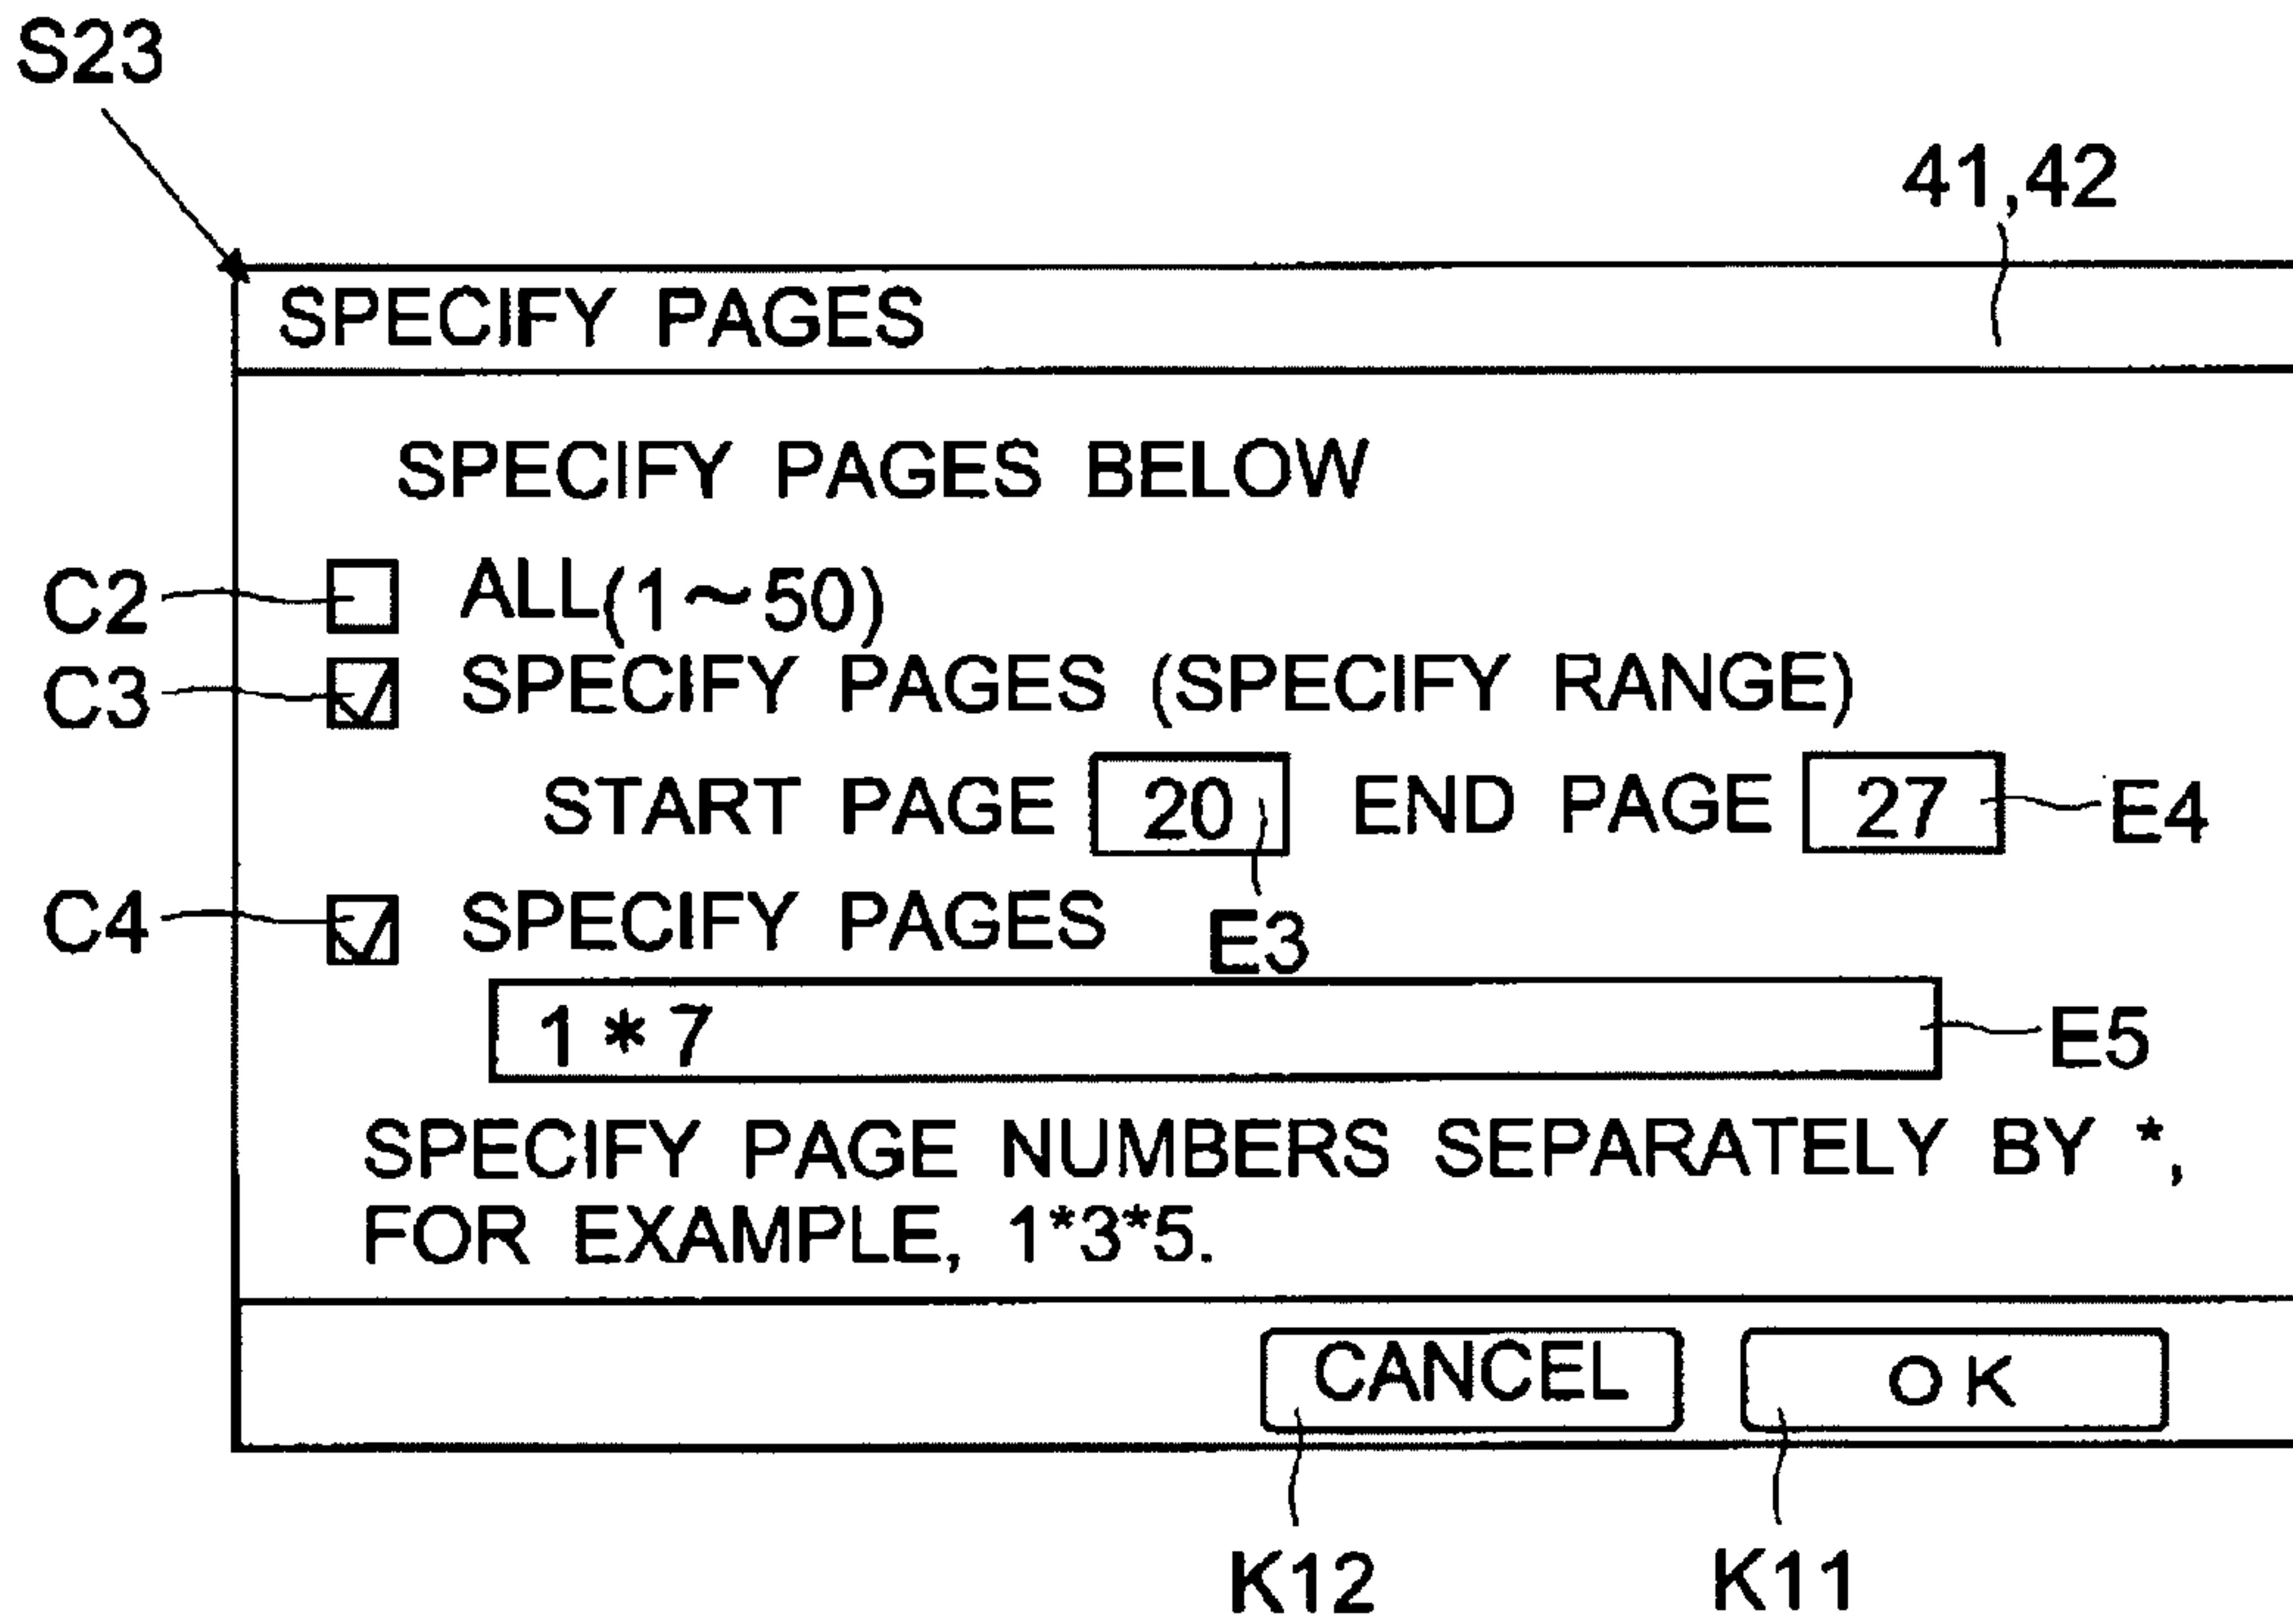 S23
41,42
SPECIFY PAGES
SPECIFY PAGES BELOW
C2 ALL(1～50)
C3 SPECIFY PAGES (SPECIFY RANGE)
START PAGE 20 END PAGE 27 E4
C4 SPECIFY PAGES E3
1*7 E5
SPECIFY PAGE NUMBERS SEPARATELY BY *,
FOR EXAMPLE, 1*3*5.
CANCEL OK
K12 K11